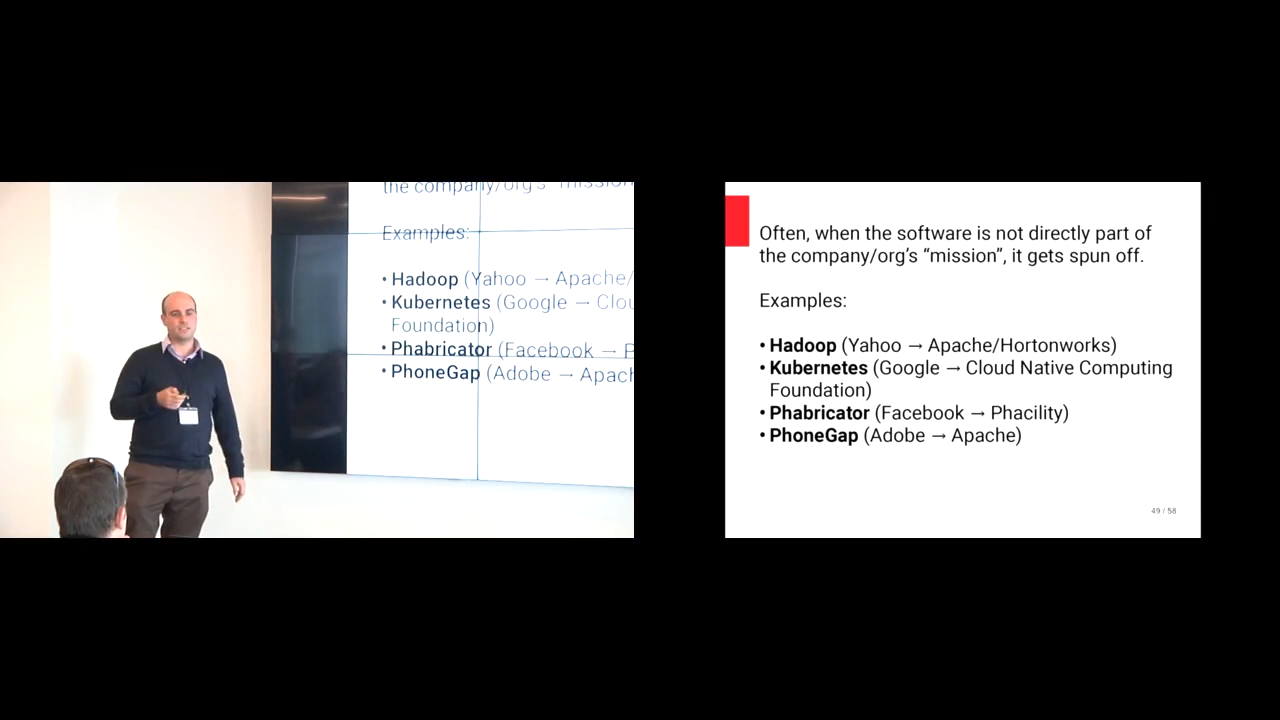 the company/org's "mission
Examples:
• Hadoop (Yahoo → Apache/
• Kubernetes (Google → Clou
Foundation)
• Phabricator (Facebook → P
• PhoneGap (Adobe → Apach
Often, when the software is not directly part of
the company/org's “mission”, it gets spun off.
Examples:
• Hadoop (Yahoo → Apache/Hortonworks)
• Kubernetes (Google → Cloud Native Computing
Foundation)
• Phabricator (Facebook → Phacility)
• PhoneGap (Adobe → Apache)
49 / 58